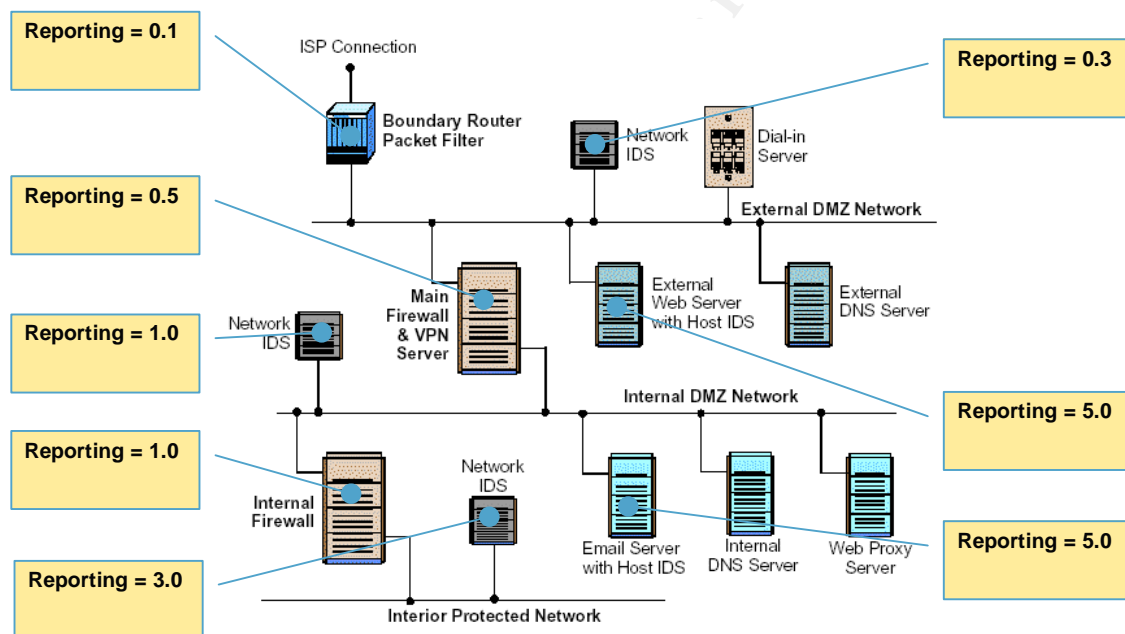 Reporting = 0.1
ISP Connection
Boundary Router
Packet Filter
Network
IDS
Dial-in
Server
Reporting = 0.3
Reporting = 0.5
External DMZ Network
Main
Firewall
& VPN
Server
External
Web Server
with Host IDS
External
DNS Server
Reporting = 1.0
Network
IDS
Internal DMZ Network
Reporting = 5.0
Reporting = 1.0
Internal
Firewall
Network
IDS
Email Server
with Host IDS
Internal
DNS Server
Web Proxy
Server
Reporting = 5.0
Reporting = 3.0
Interior Protected Network